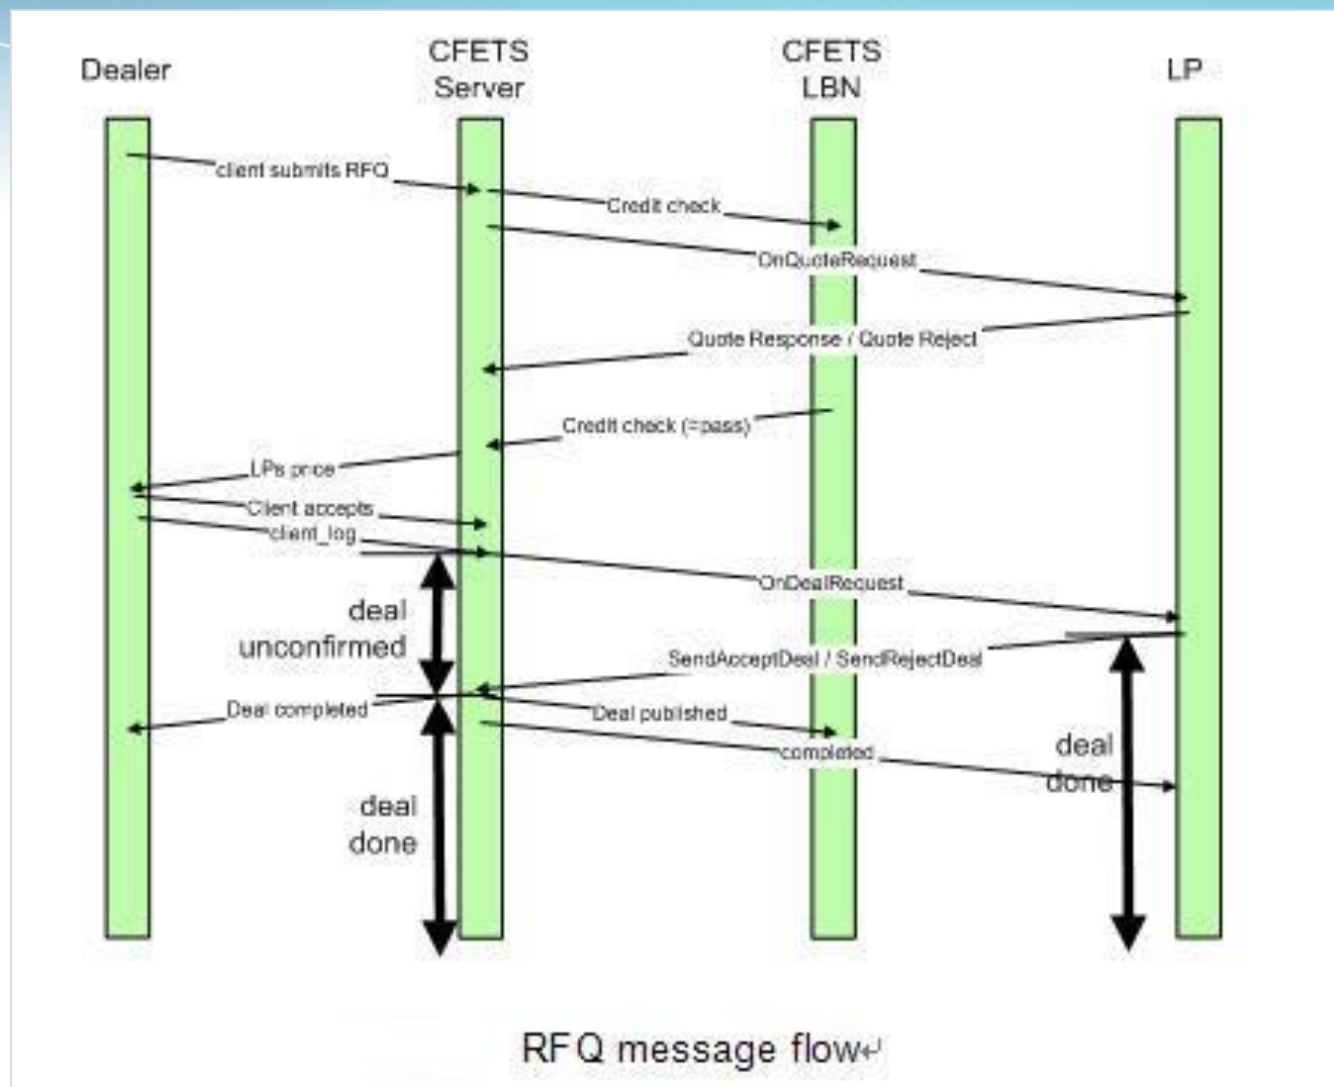 Dealer
CFETS
Server
CFETS
LBN
LP
client submits RFQ
Credit check
OnQuoteRequest
Quote Response / Quote Reject
Credit check (=pass)
LPs price
Client accepts
client_log
OnDealRequest
deal
unconfirmed
SendAcceptDeal / SendRejectDeal
Deal completed
Deal published
completed
deal
done
deal
done
RFQ message flow↵